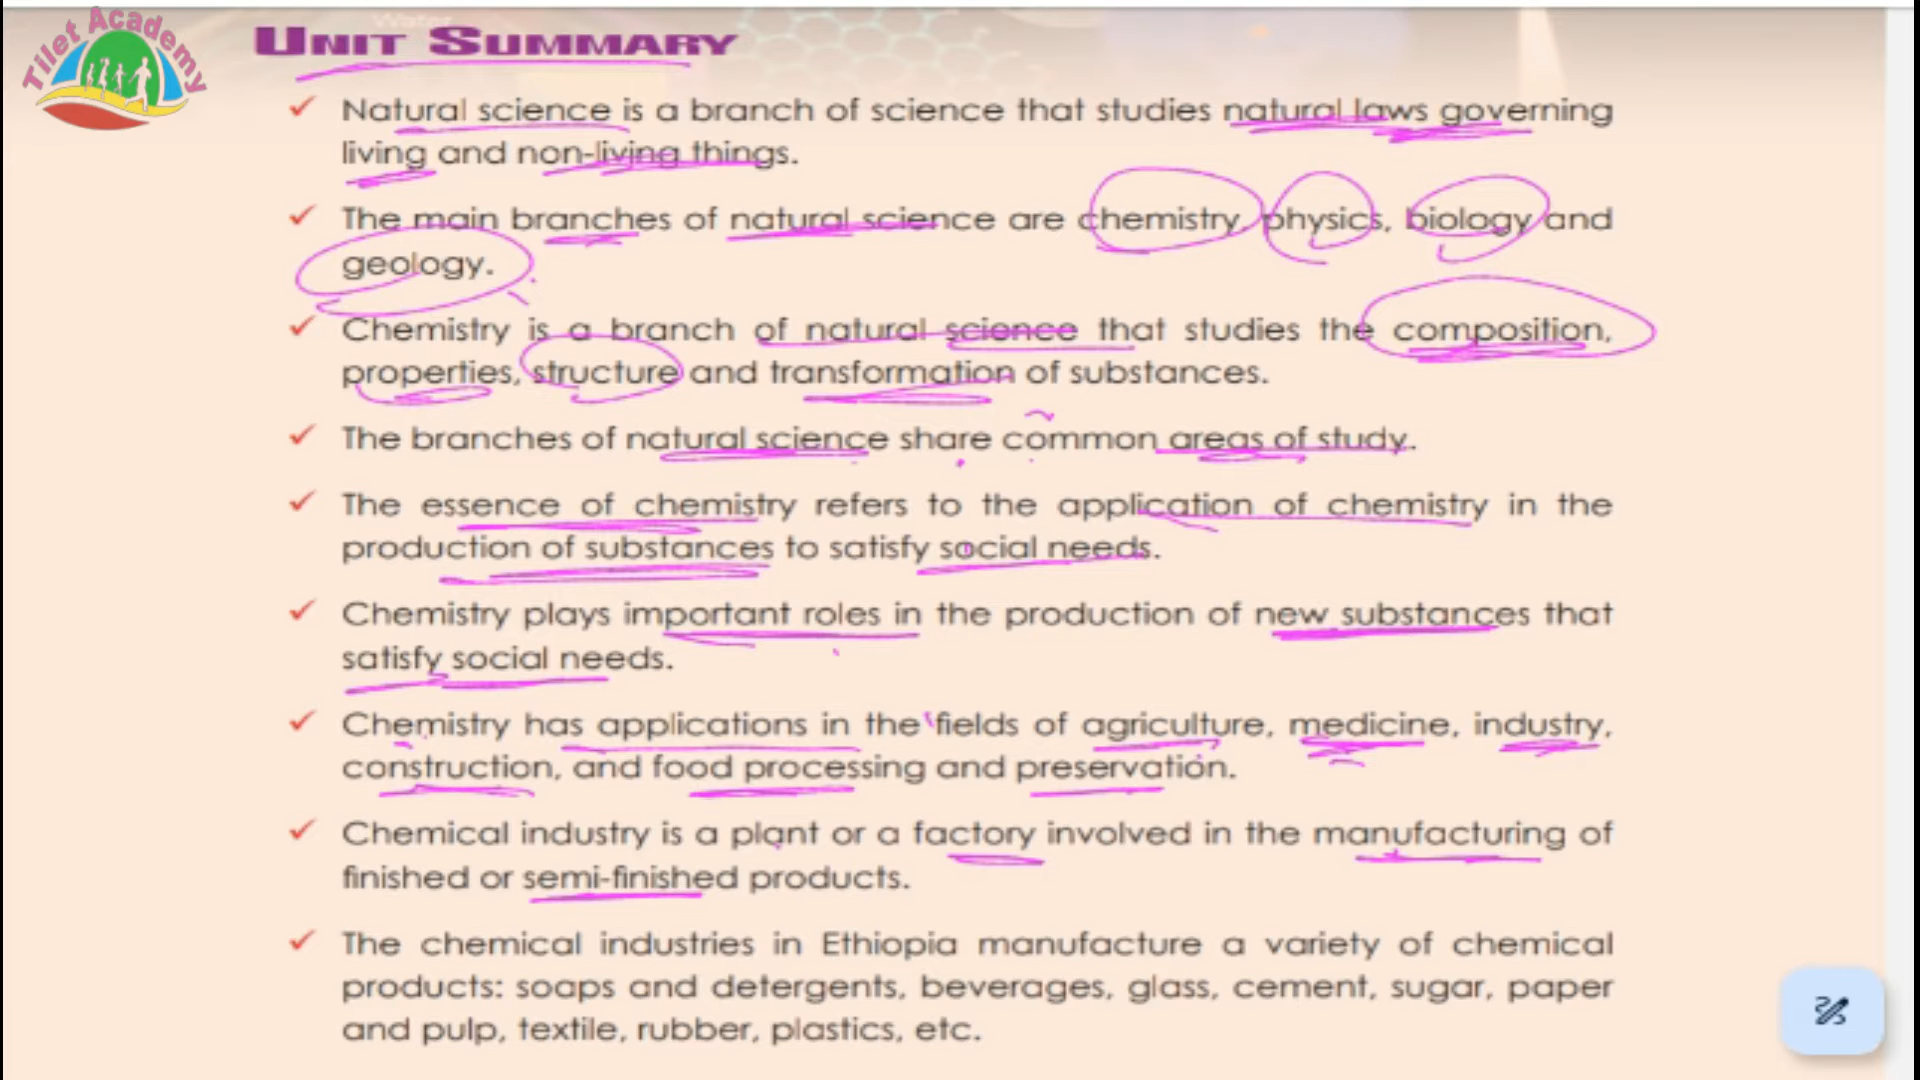 Tilet Academy
UNIT SUMMARY
✓ Natural science is a branch of science that studies natural laws governing
living and non-living things.
✓ The main branches of natural science are chemistry, physics, biology and
geology.
✓ Chemistry is a branch of natural science that studies the composition,
properties, structure and transformation of substances.
✓ The branches of natural science share common areas of study.
✓ The essence of chemistry refers to the application of chemistry in the
production of substances to satisfy social needs.
✓ Chemistry plays important roles in the production of new substances that
satisfy social needs.
✓ Chemistry has applications in the fields of agriculture, medicine, industry,
construction, and food processing and preservation.
✓ Chemical industry is a plant or a factory involved in the manufacturing of
finished or semi-finished products.
✓ The chemical industries in Ethiopia manufacture a variety of chemical
products: soaps and detergents, beverages, glass, cement, sugar, paper
and pulp, textile, rubber, plastics, etc.